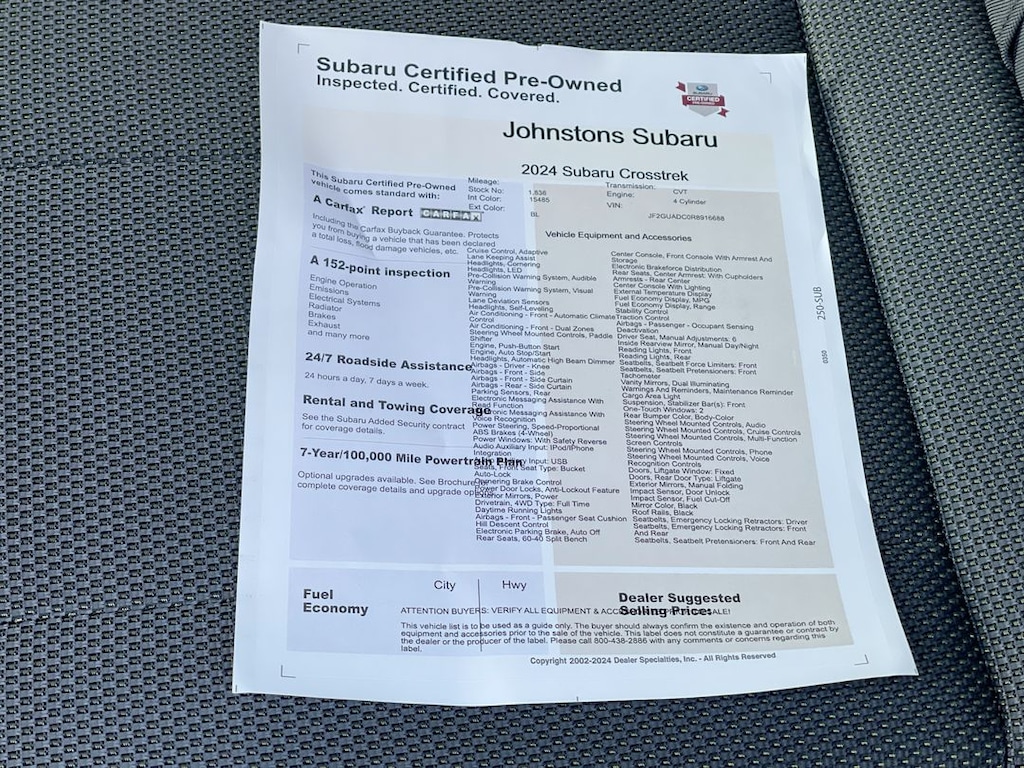 Subaru Certified Pre-Owned
Inspected. Certified. Covered.
CERTIFIED
Johnstons Subaru
2024 Subaru Crosstrek
This Subaru Certified Pre-Owned
vehicle comes standard with:
A Carfax Report CARFAX
Including the Carfax Buyback Guarantee. Protects
you from buying a vehicle that has been declared
a total loss, flood damage vehicles, etc.
A 152-point inspection
Engine Operation
Emissions
Electrical Systems
Radiator
Brakes
Exhaust
and many more
24/7 Roadside Assistance
24 hours a day, 7 days a week.
Rental and Towing Coverage
See the Subaru Added Security contract
for coverage details.
7-Year/100,000 Mile Powertrain Plan
Optional upgrades available. See Brochure for
complete coverage details and upgrade options.
Mileage: 1,636
Stock No: 15485
Int Color:
Ext Color: BL
Transmission: CVT
Engine: 4 Cylinder
VIN: JF2GUADC0R8916688
Vehicle Equipment and Accessories
Cruise Control, Adaptive
Lane Keeping Assist
Headlights, Cornering
Headlights, LED
Pre-Collision Warning System, Audible
Warning
Pre-Collision Warning System, Visual
Warning
Lane Deviation Sensors
Headlights, Self-Leveling
Air Conditioning - Front - Automatic Climate
Control
Air Conditioning - Front - Dual Zones
Steering Wheel Mounted Controls, Paddle
Shifter
Engine, Push-Button Start
Engine, Auto Stop/Start
Headlights, Automatic High Beam Dimmer
Airbags - Driver - Knee
Airbags - Front - Side
Airbags - Front - Side Curtain
Airbags - Rear - Side Curtain
Parking Sensors, Rear
Electronic Messaging Assistance With
Read Function
Electronic Messaging Assistance With
Voice Recognition
Power Steering, Speed-Proportional
ABS Brakes (4-Wheel)
Power Windows: With Safety Reverse
Audio Auxiliary Input: IPod/IPhone
Integration
Input: USB
Seats, Front Seat Type: Bucket
Auto-Lock
Cornering Brake Control
Power Door Locks, Anti-Lockout Feature
Exterior Mirrors, Power
Drivetrain, 4WD Type: Full Time
Daytime Running Lights
Airbags - Front - Passenger Seat Cushion
Hill Descent Control
Electronic Parking Brake, Auto Off
Rear Seats, 60-40 Split Bench
Center Console, Front Console With Armrest And
Storage
Electronic Brakeforce Distribution
Rear Seats, Center Armrest: With Cupholders
Armrests - Rear Center
Center Console With Lighting
External Temperature Display
Fuel Economy Display, MPG
Fuel Economy Display, Range
Stability Control
Traction Control
Airbags - Passenger - Occupant Sensing
Deactivation
Driver Seat, Manual Adjustments: 6
Inside Rearview Mirror, Manual Day/Night
Reading Lights, Front
Reading Lights, Rear
Seatbelts, Seatbelt Force Limiters: Front
Seatbelts, Seatbelt Pretensioners: Front
Tachometer
Vanity Mirrors, Dual Illuminating
Warnings And Reminders, Maintenance Reminder
Cargo Area Light
Suspension, Stabilizer Bar(s): Front
One-Touch Windows: 2
Rear Bumper Color, Body-Color
Steering Wheel Mounted Controls, Audio
Steering Wheel Mounted Controls, Cruise Controls
Steering Wheel Mounted Controls, Multi-Function
Screen Controls
Steering Wheel Mounted Controls, Phone
Steering Wheel Mounted Controls, Voice
Recognition Controls
Doors, Liftgate Window: Fixed
Doors, Rear Door Type: Liftgate
Exterior Mirrors, Manual Folding
Impact Sensor, Door Unlock
Impact Sensor, Fuel Cut-Off
Mirror Color, Black
Roof Rails, Black
Seatbelts, Emergency Locking Retractors: Driver
Seatbelts, Emergency Locking Retractors: Front
And Rear
Seatbelts, Seatbelt Pretensioners: Front And Rear
250-SUB
Fuel
Economy
City
Hwy
Dealer Suggested
Selling Price:
ATTENTION BUYERS: VERIFY ALL EQUIPMENT & SALE!
This vehicle list is to be used as a guide only. The buyer should always confirm the existence and operation of both
equipment and accessories prior to the sale of the vehicle. This label does not constitute a guarantee or contract by
the dealer or the producer of the label. Please call 800-438-2886 with any comments or concerns regarding this
label.
Copyright 2002-2024 Dealer Specialties, Inc. - All Rights Reserved